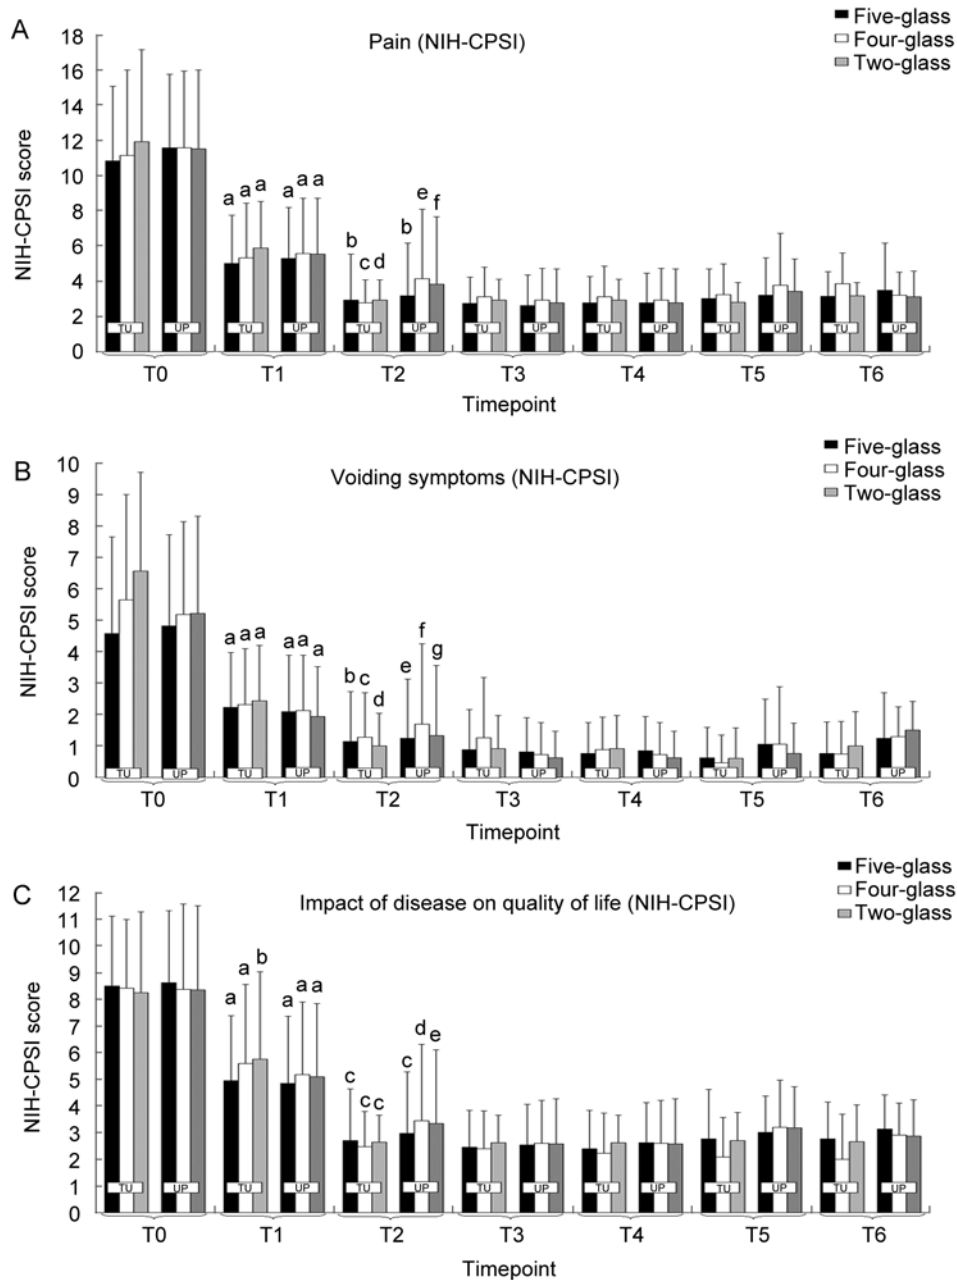 A
Pain (NIH-CPSI)
Five-glass
Four-glass
Two-glass
NIH-CPSI score
18
16
14
12
10
8
6
4
2
0
a a a a a a
b c d b e f
TU UP TU UP TU UP TU UP TU UP TU UP TU UP
T0 T1 T2 T3 T4 T5 T6
Timepoint
B
Voiding symptoms (NIH-CPSI)
Five-glass
Four-glass
Two-glass
NIH-CPSI score
10
9
8
7
6
5
4
3
2
1
0
a a a a a a
b c d e f g
TU UP TU UP TU UP TU UP TU UP TU UP TU UP
T0 T1 T2 T3 T4 T5 T6
Timepoint
C
Impact of disease on quality of life (NIH-CPSI)
Five-glass
Four-glass
Two-glass
NIH-CPSI score
12
11
10
9
8
7
6
5
4
3
2
1
0
a a b a a a
c c c c d e
TU UP TU UP TU UP TU UP TU UP TU UP TU UP
T0 T1 T2 T3 T4 T5 T6
Timepoint